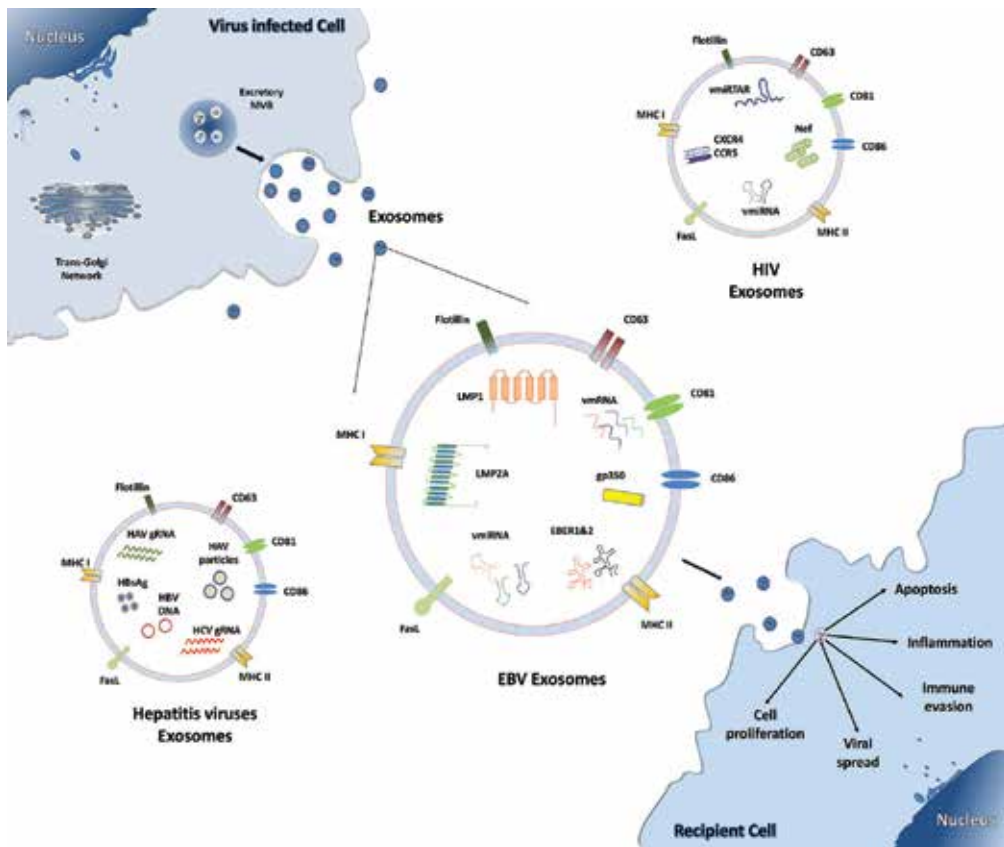 Nucleus
Virus infected Cell
Excretory
MVB
Exosomes
Trans-Golgi
Network
Flotillin
CD63
vmiRTAR
CD81
MHC I
CXCR4
CCR5
Nef
CD86
vmiRNA
FasL
MHC II
HIV
Exosomes
Flotillin
CD63
LMP1
vmRNA
CD81
MHC I
LMP2A
gp350
CD86
vmiRNA
EBER1&2
FasL
MHC II
EBV Exosomes
Flotillin
CD63
HAV gRNA
HAV
particles
CD81
MHC I
HBsAg
HBV
DNA
CD86
HCV gRNA
FasL
MHC II
Hepatitis viruses
Exosomes
Apoptosis
Inflammation
Immune
evasion
Cell
proliferation
Viral
spread
Recipient Cell
Nucleus